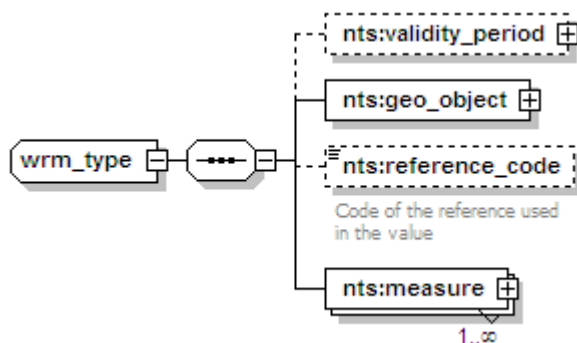 nts:validity_period
nts:geo_object
wrm_type
nts:reference_code
Code of the reference used
in the value
nts:measure
1..∞